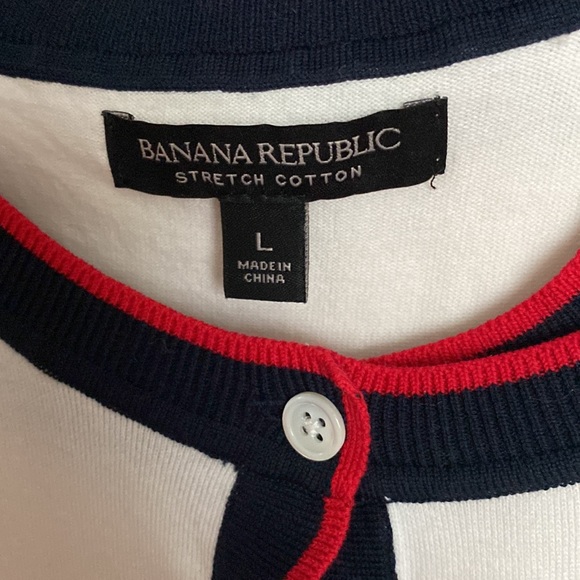 BANANA REPUBLIC
STRETCH COTTON
L
MADE IN
CHINA